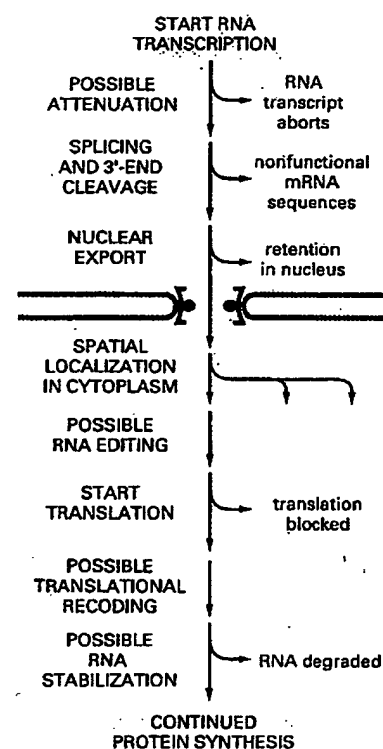 START RNA
TRANSCRIPTION
POSSIBLE
ATTENUATION
RNA
transcript
aborts
SPLICING
AND 3'-END
CLEAVAGE
nonfunctional
mRNA
sequences
NUCLEAR
EXPORT
retention
in nucleus
SPATIAL
LOCALIZATION
IN CYTOPLASM
POSSIBLE
RNA EDITING
START
TRANSLATION
translation
blocked
POSSIBLE
TRANSLATIONAL
RECODING
POSSIBLE
RNA
STABILIZATION
RNA degraded
CONTINUED
PROTEIN SYNTHESIS